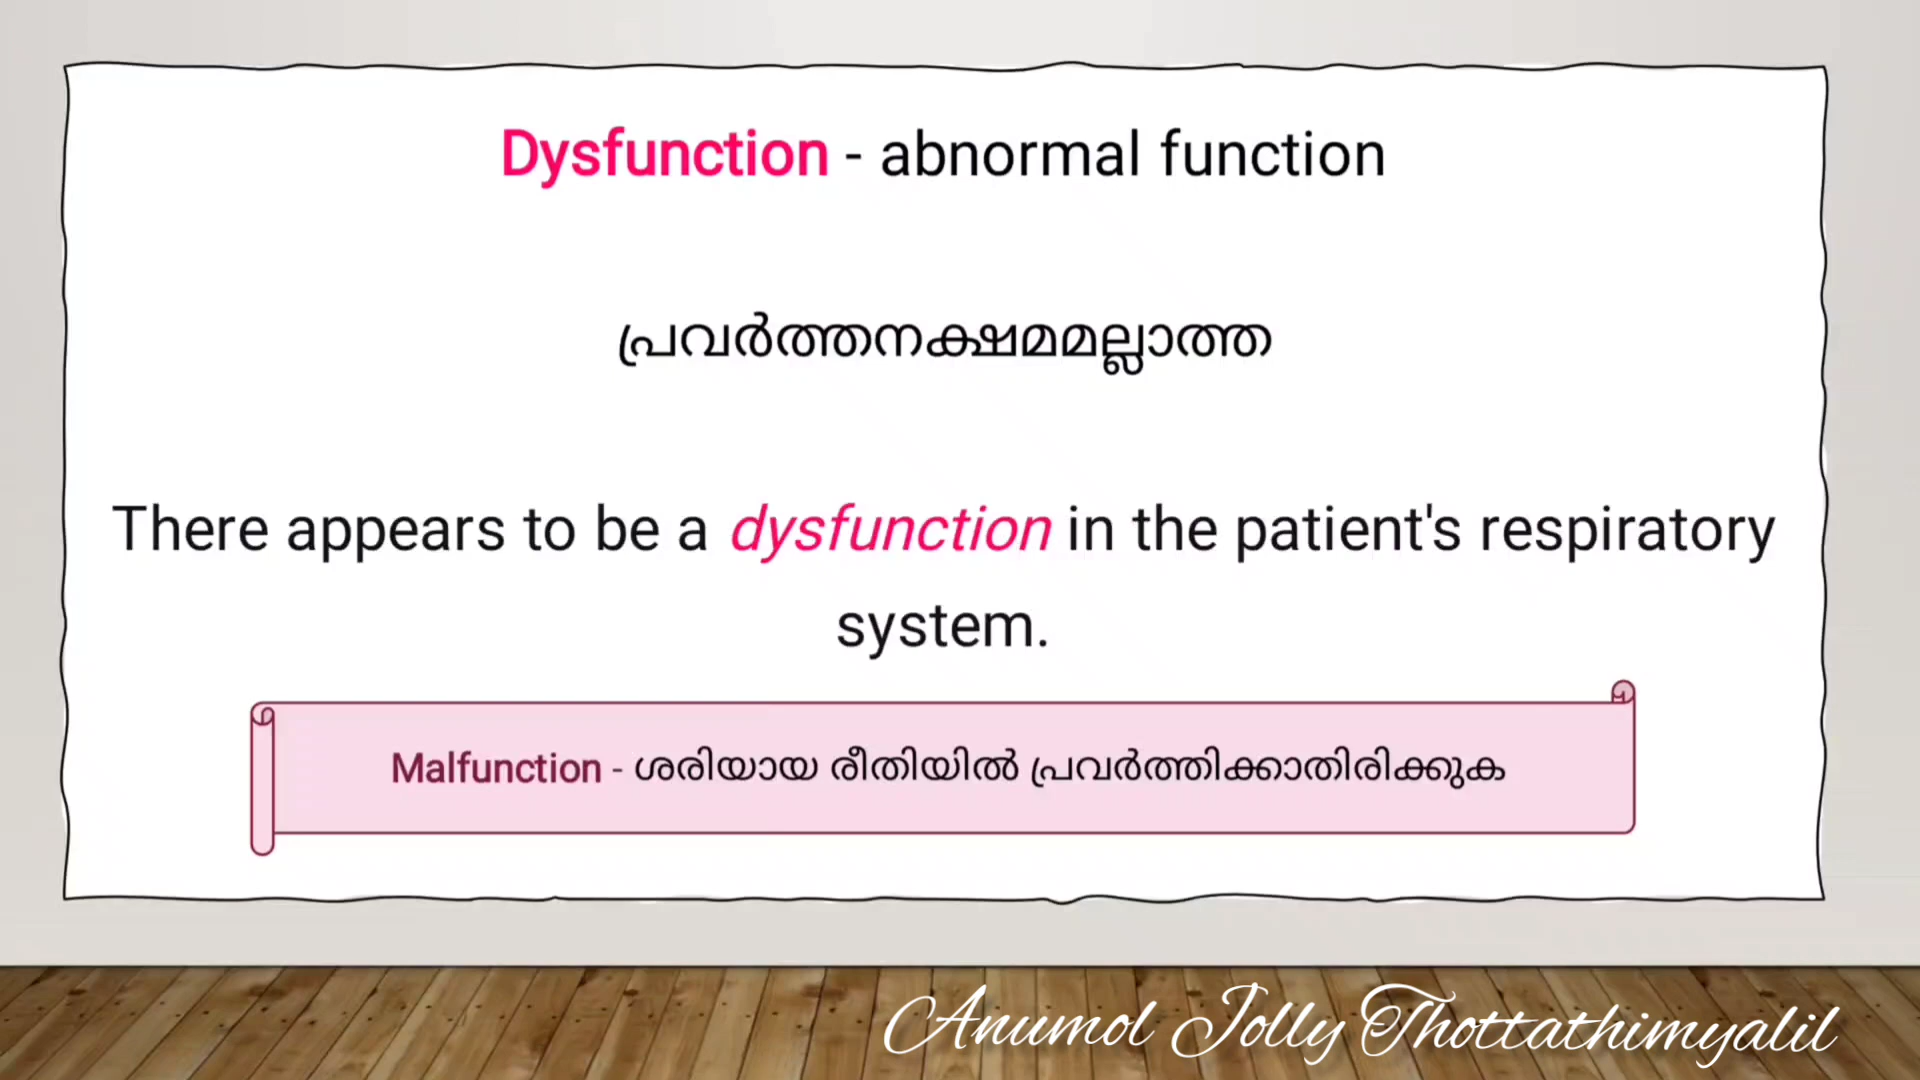 Dysfunction - abnormal function
പ്രവർത്തനക്ഷമമല്ലാത്ത
There appears to be a dysfunction in the patient's respiratory
system.
Malfunction - ശരിയായ രീതിയിൽ പ്രവർത്തിക്കാതിരിക്കുക
Anumol Jolly Thottathimyalil